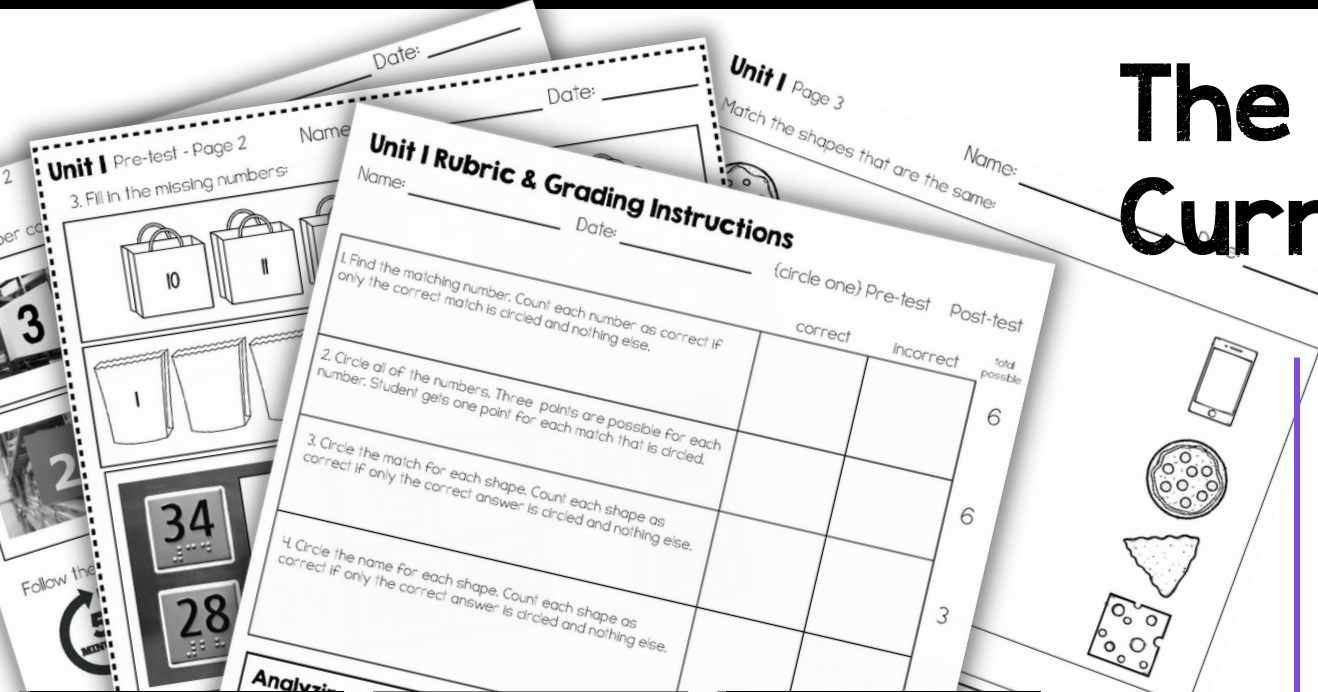 Date:
Date:
Unit 1 Pre-test - Page 2
Name
3. Fill in the missing numbers:
10
11
1
34
28
2
3
2
Follow the
5
Unit 1 Rubric & Grading Instructions
Name:
Date:
{circle one} Pre-test Post-test
correct incorrect total possible
1. Find the matching number. Count each number as correct if
only the correct match is circled and nothing else.
6
2. Circle all of the numbers. Three points are possible for each
number. Student gets one point for each match that is circled.
6
3. Circle the match for each shape. Count each shape as
correct if only the correct answer is circled and nothing else.
3
4. Circle the name for each shape. Count each shape as
correct if only the correct answer is circled and nothing else.
Unit 1 Page 3
Name:
Match the shapes that are the same:
The